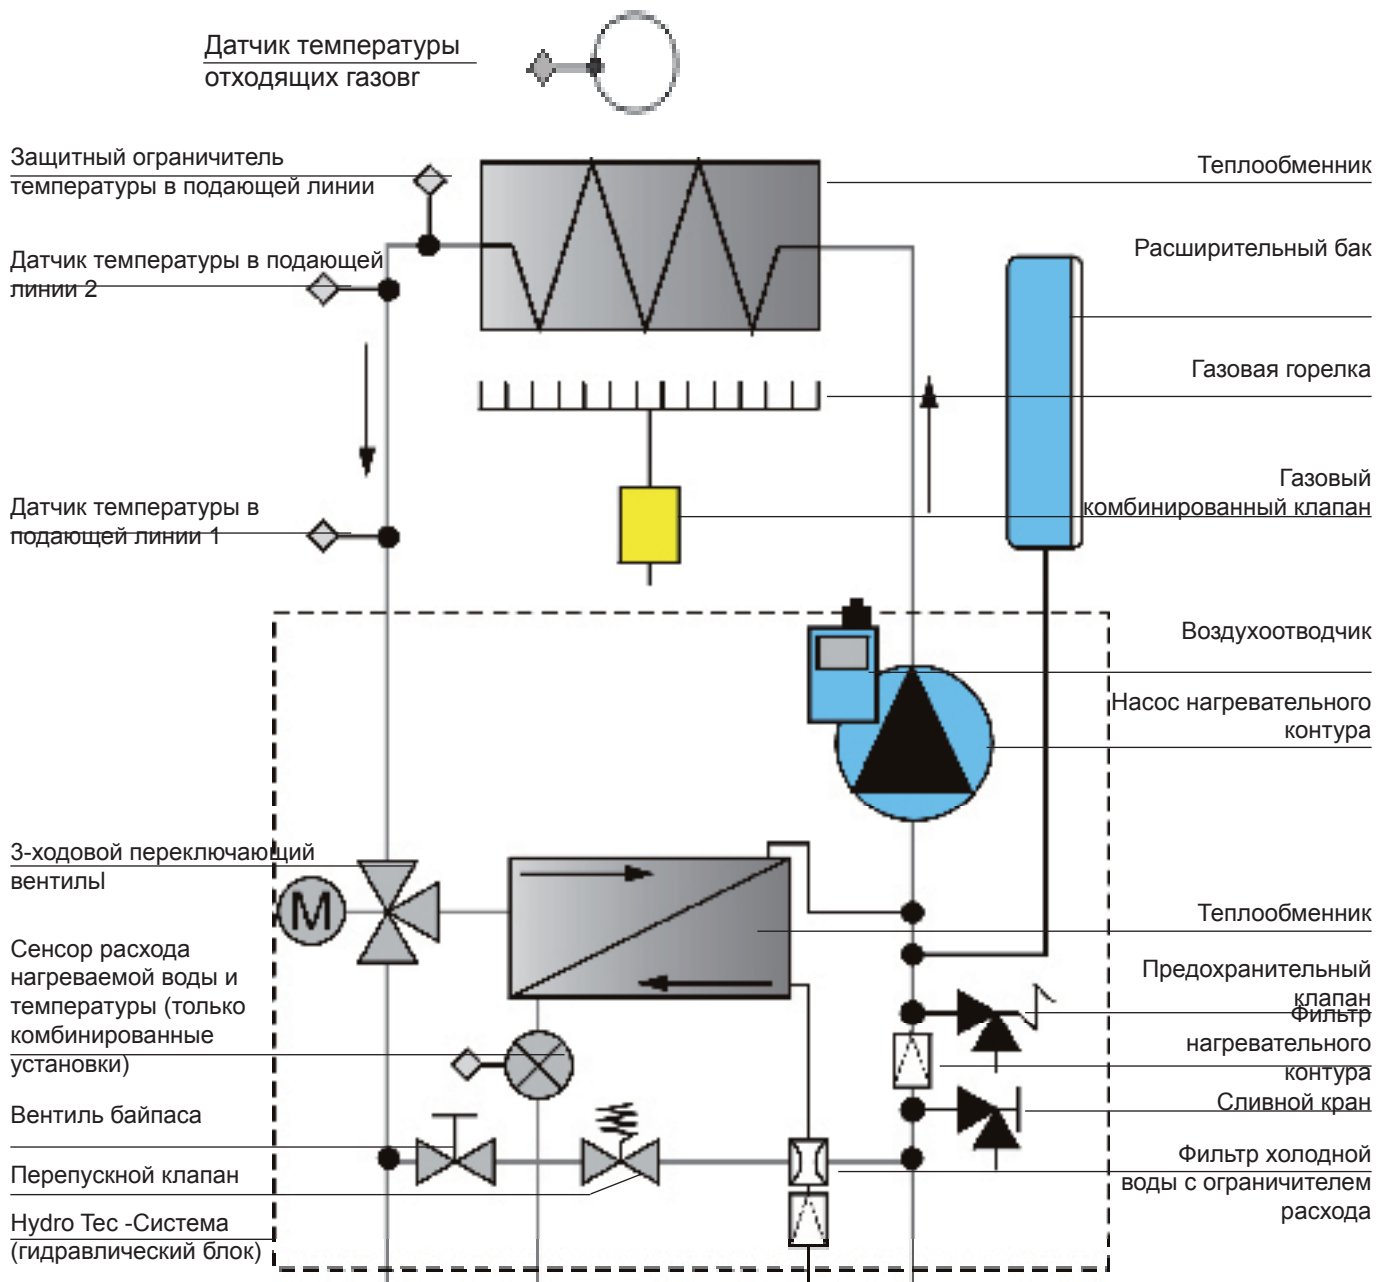 Датчик температуры
отходящих газовr
Защитный ограничитель
температуры в подающей линии
Датчик температуры в подающей
линии 2
Датчик температуры в
подающей линии 1
3-ходовой переключающий
вентильl
M
Сенсор расхода
нагреваемой воды и
температуры (только
комбинированные
установки)
Вентиль байпаса
Перепускной клапан
Hydro Tec -Система
(гидравлический блок)
Теплообменник
Расширительный бак
Газовая горелка
Газовый
комбинированный клапан
Воздухоотводчик
Насос нагревательного
контура
Теплообменник
Предохранительный
клапан
Фильтр
нагревательного
контура
Сливной кран
Фильтр холодной
воды с ограничителем
расхода